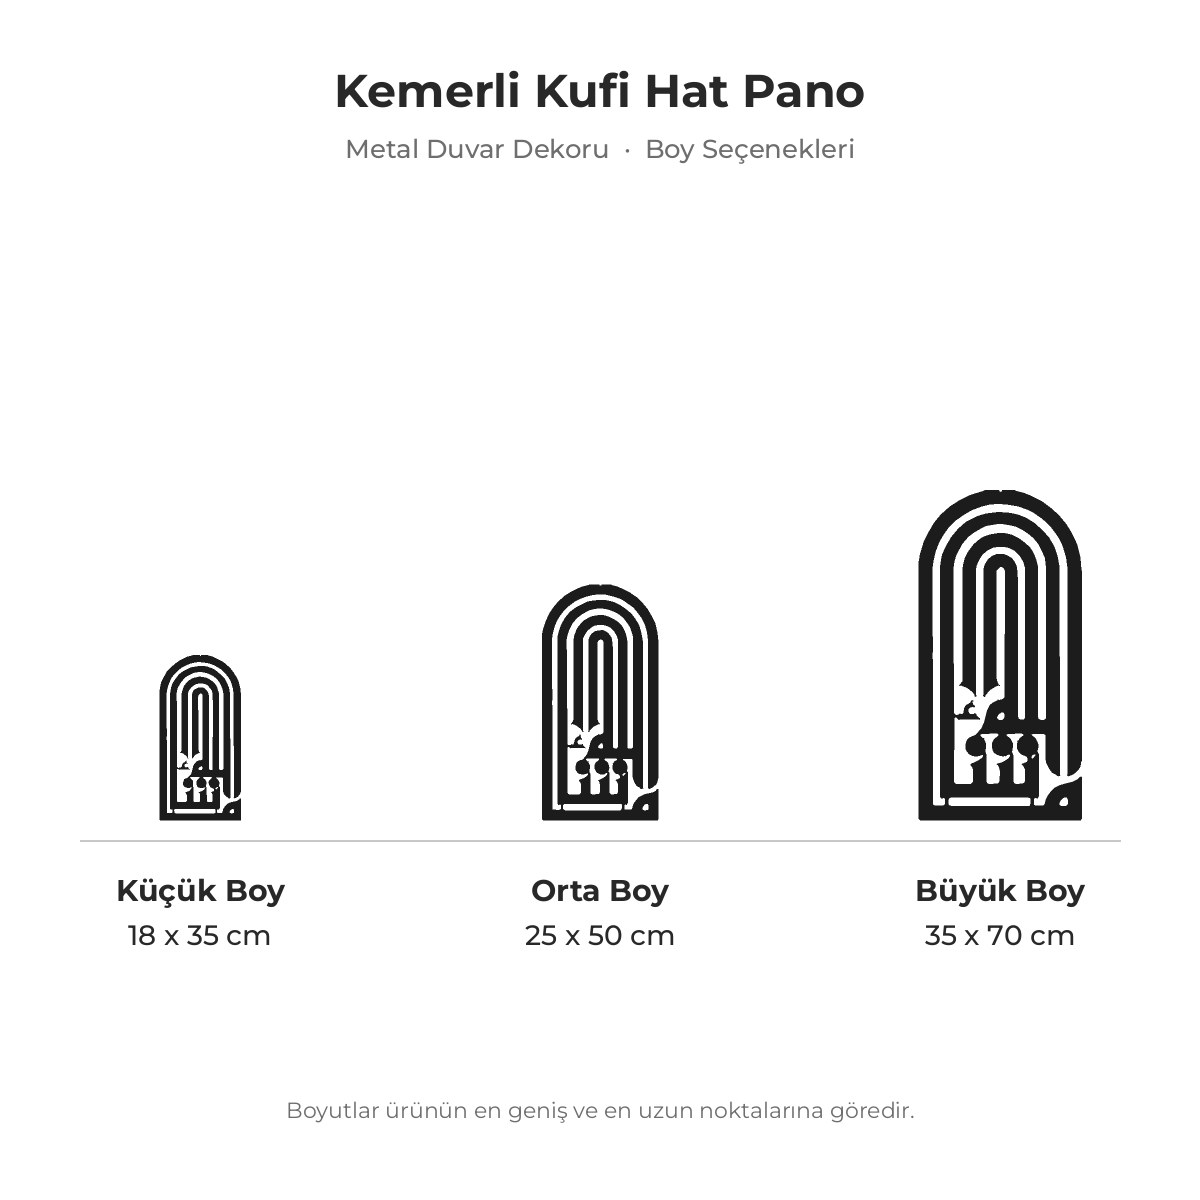 Kemerli Kufi Hat Pano
Metal Duvar Dekoru · Boy Seçenekleri
Küçük Boy
18 x 35 cm
Orta Boy
25 x 50 cm
Büyük Boy
35 x 70 cm
Boyutlar ürünün en geniş ve en uzun noktalarına göredir.